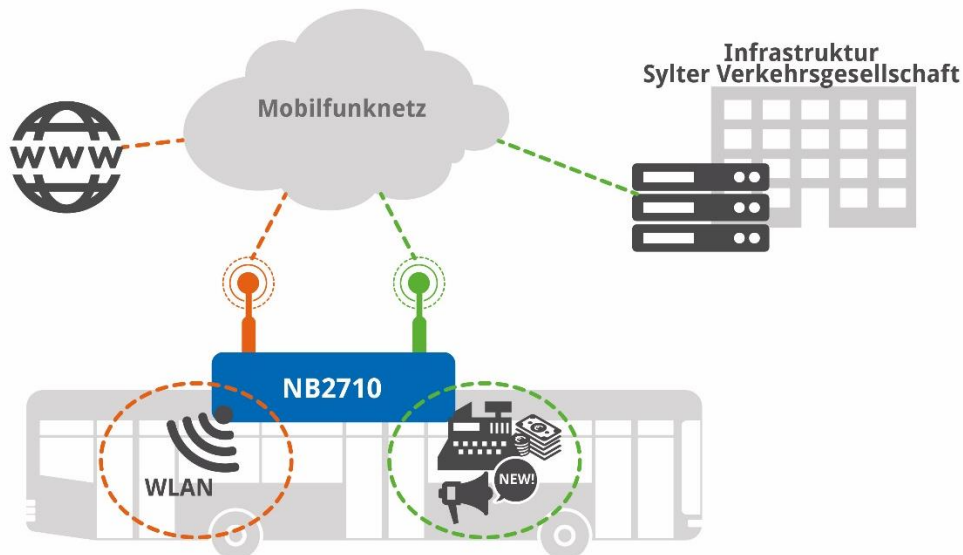 Infrastruktur
Sylter Verkehrsgesellschaft
Mobilfunknetz
WWW
NB2710
WLAN
NEW!